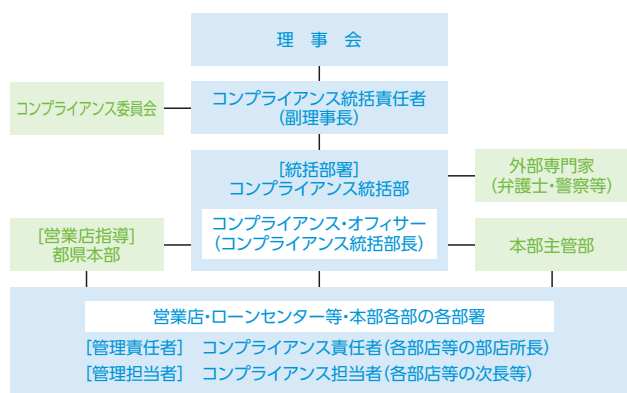 理 事 会
コンプライアンス委員会
コンプライアンス統括責任者
(副理事長)
[統括部署]
コンプライアンス統括部
外部専門家
(弁護士・警察等)
コンプライアンス・オフィサー
(コンプライアンス統括部長)
[営業店指導]
都県本部
本部主管部
営業店・ローンセンター等・本部各部の各部署
[管理責任者] コンプライアンス責任者(各部店等の部店所長)
[管理担当者] コンプライアンス担当者(各部店等の次長等)